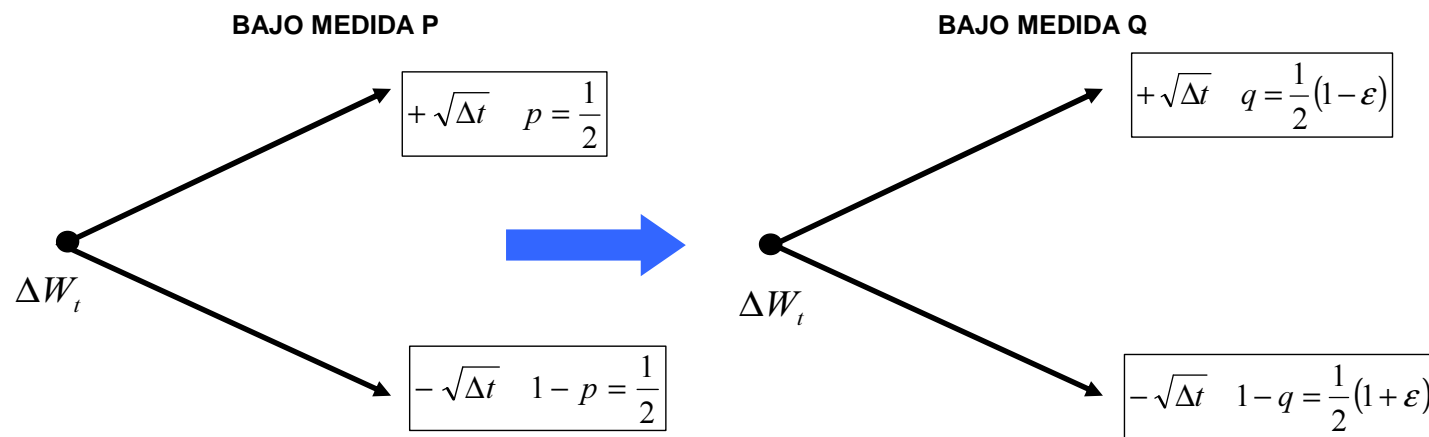 BAJO MEDIDA P
BAJO MEDIDA Q
+√Δt p = 1/2
+√Δt q = 1/2(1−ε)
ΔW_t
ΔW_t
−√Δt 1−p = 1/2
−√Δt 1−q = 1/2(1+ε)